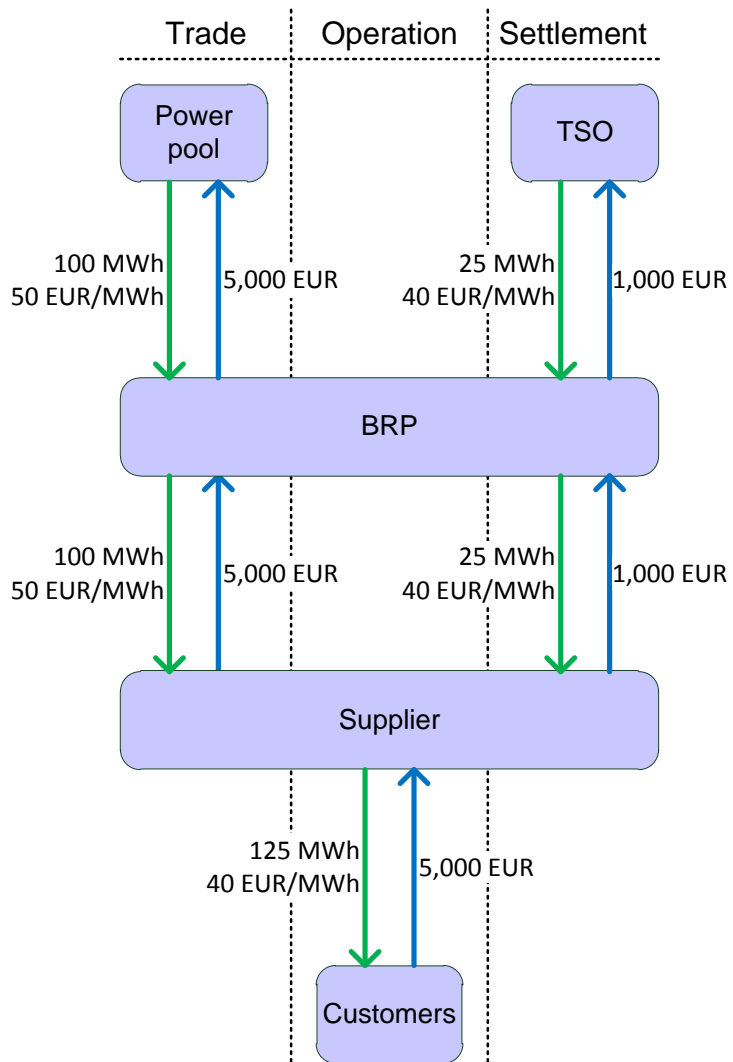 Trade
Operation
Settlement
Power
pool
TSO
100 MWh
50 EUR/MWh
5,000 EUR
25 MWh
40 EUR/MWh
1,000 EUR
BRP
100 MWh
50 EUR/MWh
5,000 EUR
25 MWh
40 EUR/MWh
1,000 EUR
Supplier
125 MWh
40 EUR/MWh
5,000 EUR
Customers